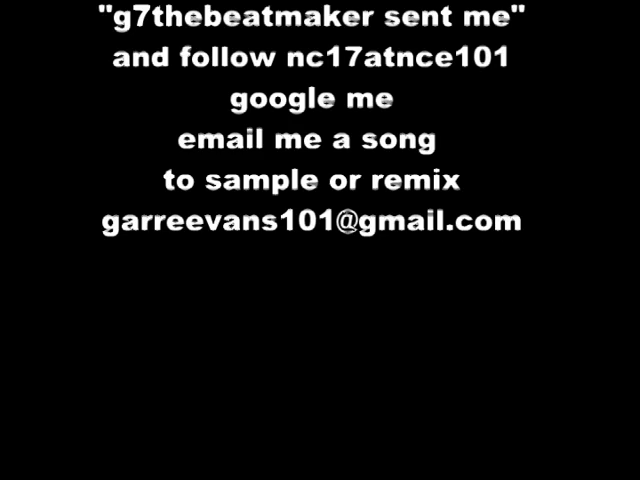 "g7thebeatmaker sent me"
and follow nc17atnce101
google me
email me a song
to sample or remix
garreevans101@gmail.com